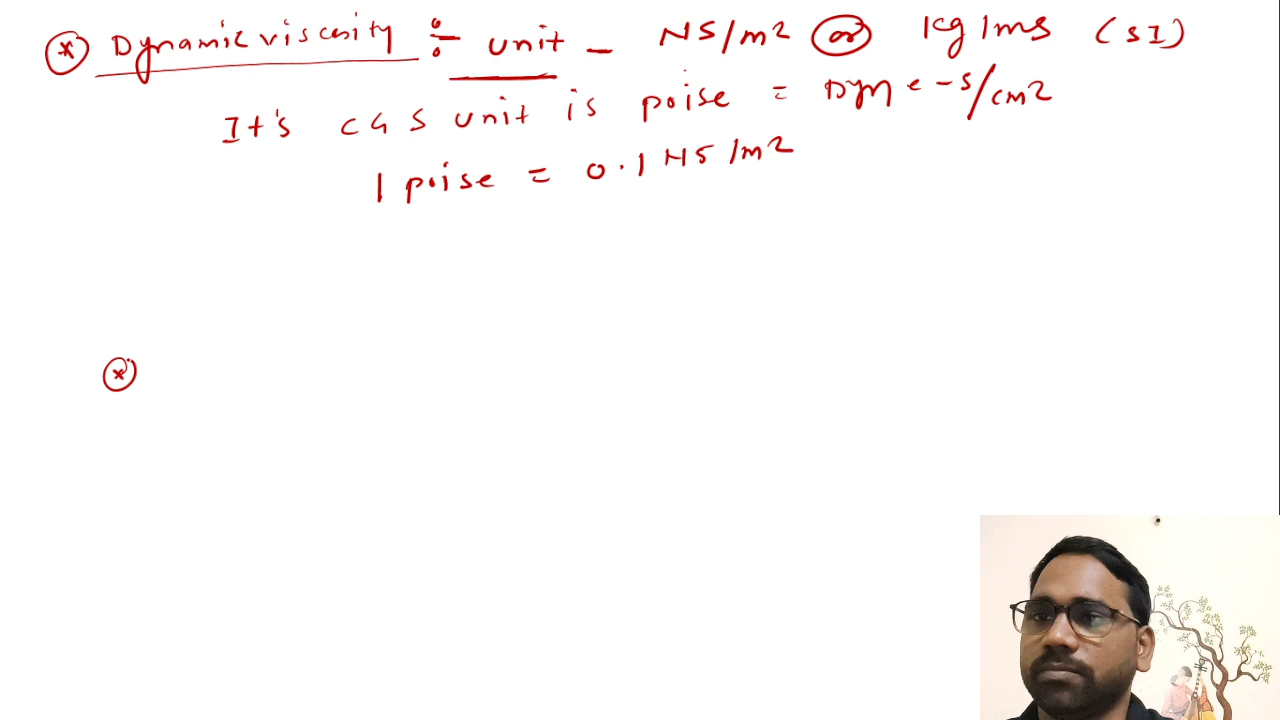 * Dynamic viscosity ÷ unit - NS/m2 or kg/ms (SI)
It's CGS unit is poise = Dyne-s/cm2
1 poise = 0.1 NS/m2
*